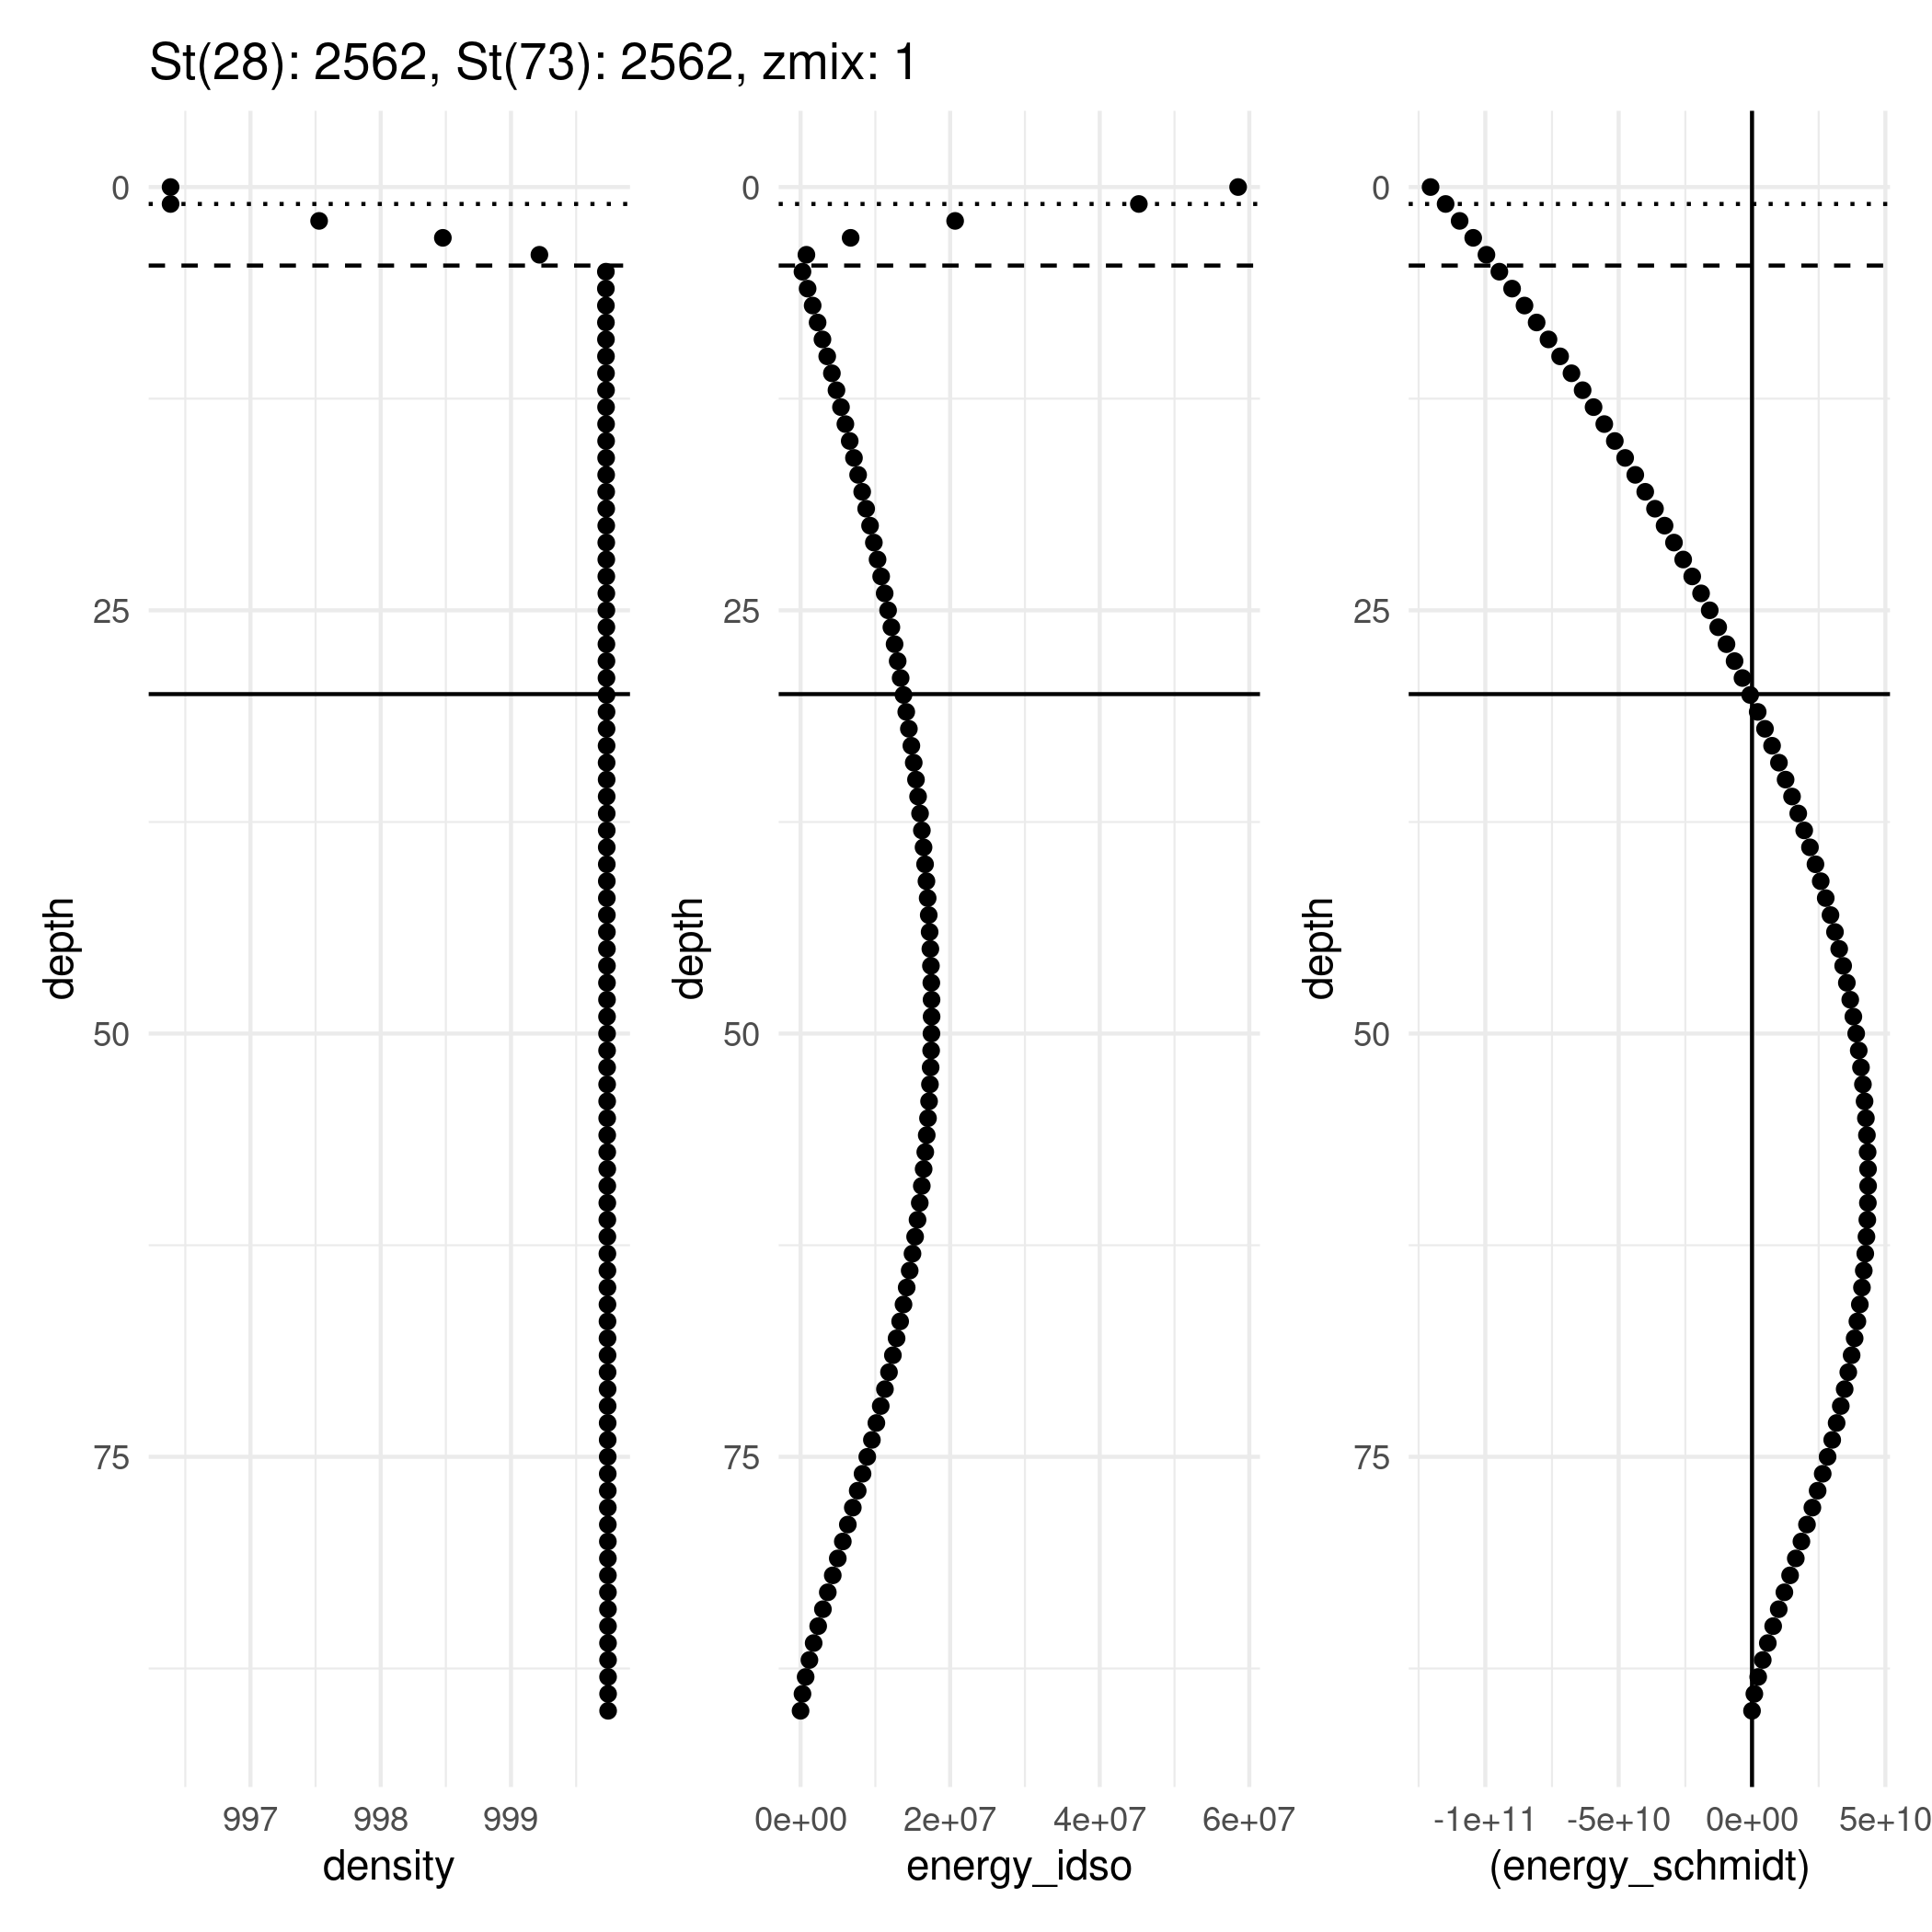 St(28): 2562, St(73): 2562, zmix: 1
0
25
50
75
depth
997 998 999
density
0
25
50
75
depth
0e+00 2e+07 4e+07 6e+07
energy_idso
0
25
50
75
depth
-1e+11 -5e+10 0e+00 5e+10
(energy_schmidt)